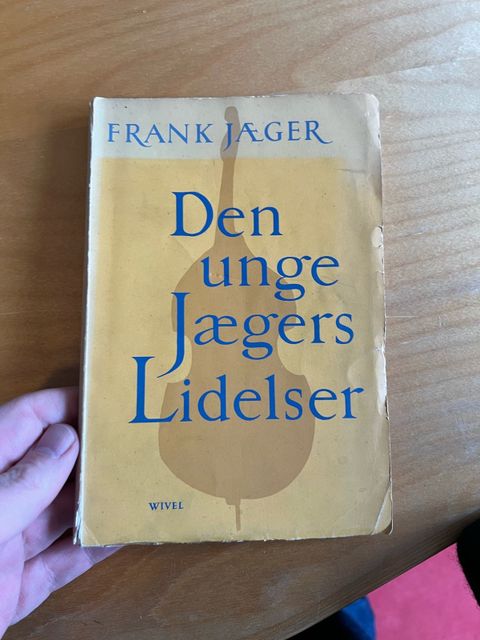 FRANK JÆGER
Den
unge
Jægers
Lidelser
WIVEL